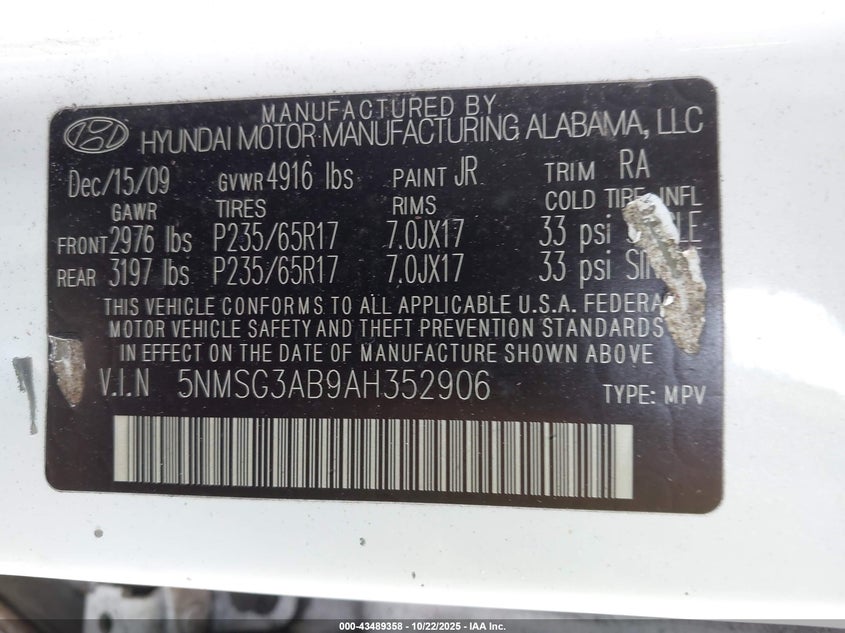 MANUFACTURED BY
HYUNDAI MOTOR MANUFACTURING ALABAMA, LLC
Dec/15/09 GVWR 4916 lbs PAINT JR TRIM RA
GAWR TIRES RIMS COLD TIRE INFL
FRONT 2976 lbs P235/65R17 7.0JX17 33 psi
REAR 3197 lbs P235/65R17 7.0JX17 33 psi
THIS VEHICLE CONFORMS TO ALL APPLICABLE U.S.A. FEDERA
MOTOR VEHICLE SAFETY AND THEFT PREVENTION STANDARDS
IN EFFECT ON THE DATE OF MANUFACTURE SHOWN ABOVE
V.I.N 5NMSG3AB9AH352906 TYPE: MPV
000-43489358 - 10/22/2025 - IAA Inc.